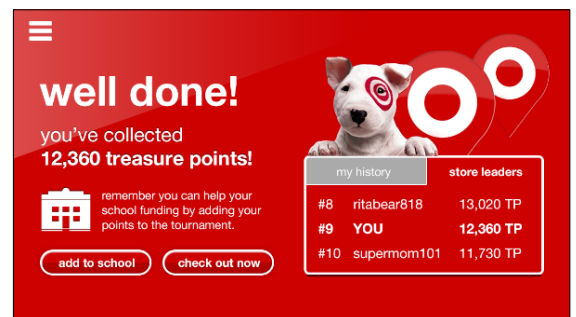 well done!
you've collected
12,360 treasure points!
remember you can help your
school funding by adding your
points to the tournament.
add to school check out now
my history store leaders
#8 ritabear818 13,020 TP
#9 YOU 12,360 TP
#10 supermom101 11,730 TP